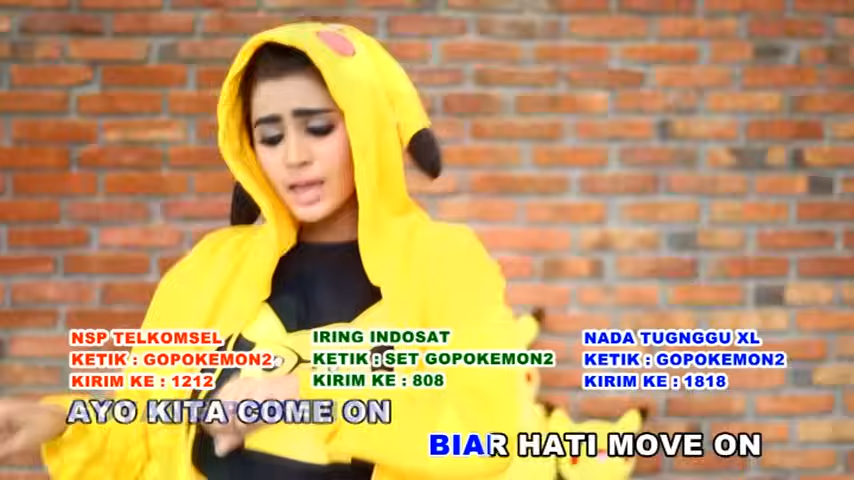 NSP TELKOMSEL
KETIK : GOPOKEMON2
KIRIM KE : 1212
IRING INDOSAT
KETIK : SET GOPOKEMON2
KIRIM KE : 808
NADA TUGNGGU XL
KETIK : GOPOKEMON2
KIRIM KE : 1818
AYO KITA COME ON
BIAR HATI MOVE ON